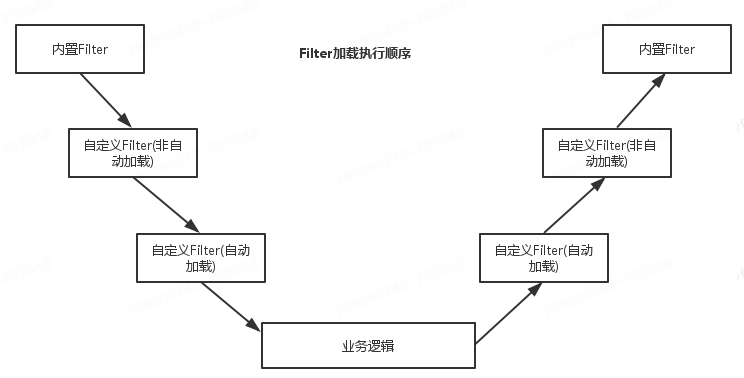 内置Filter
Filter加载执行顺序
内置Filter
自定义Filter(非自
动加载)
自定义Filter(非自
动加载)
自定义Filter(自动
加载)
自定义Filter(自动
加载)
业务逻辑